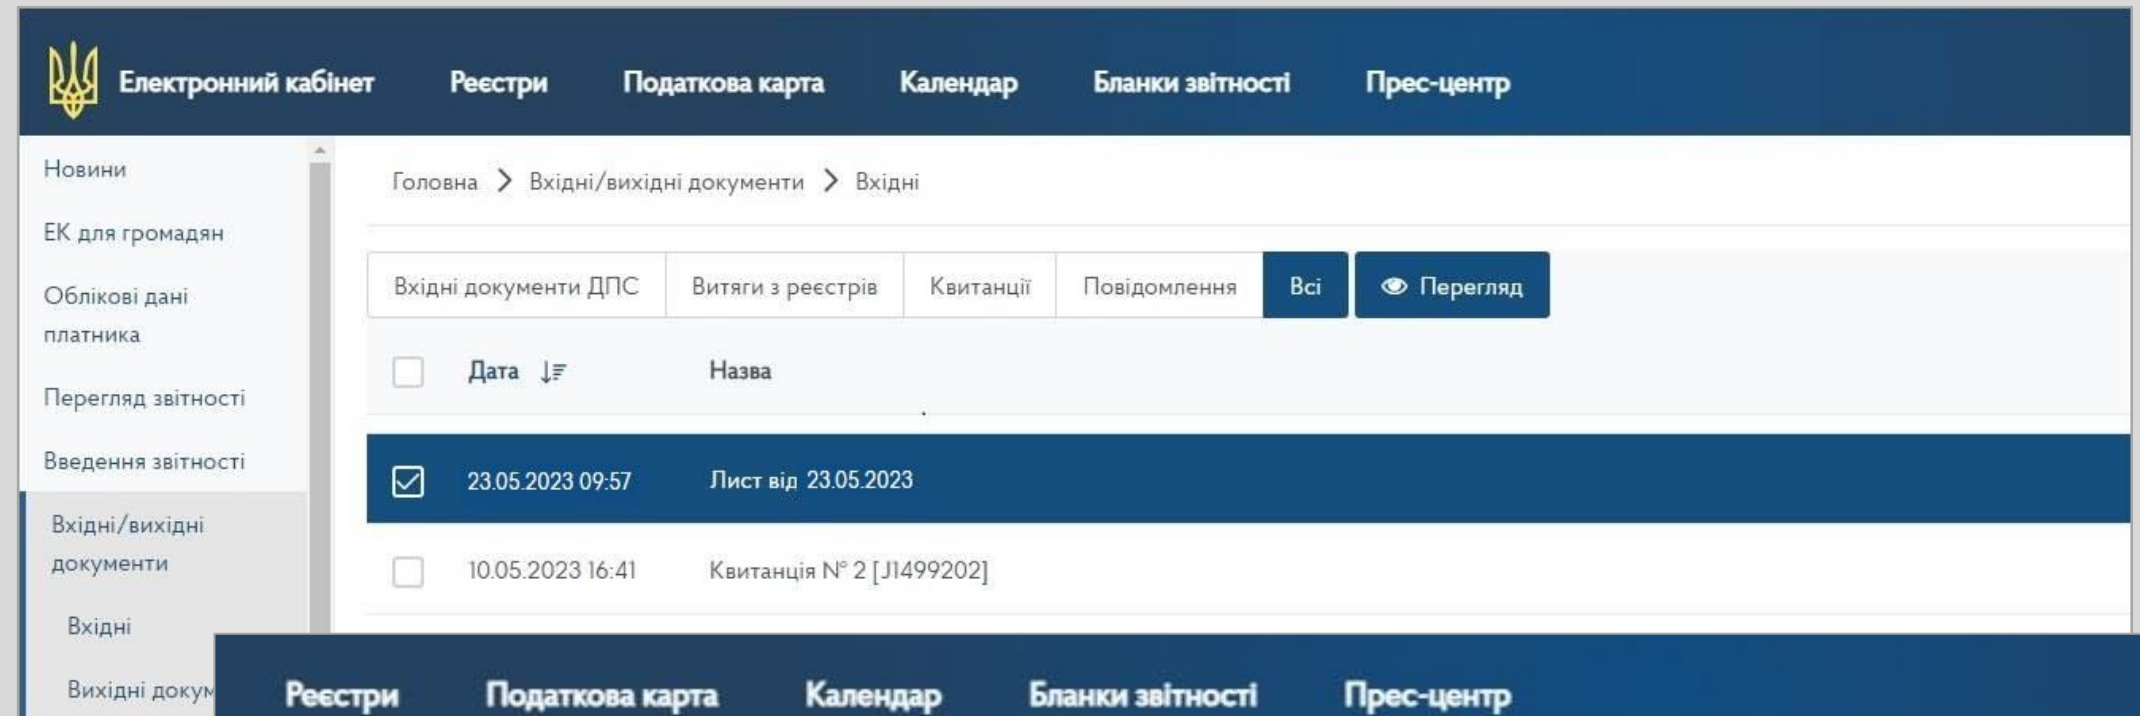 Електронний кабінет Реєстри Податкова карта Календар Бланки звітності Прес-центр
Новини
ЕК для громадян
Облікові дані
платника
Перегляд звітності
Введення звітності
Вхідні/вихідні
документи
Вхідні
Вихідні докум
Головна > Вхідні/вихідні документи > Вхідні
Вхідні документи ДПС Витяги з реєстрів Квитанції Повідомлення Всі Перегляд
Дата Назва
23.05.2023 09:57 Лист від 23.05.2023
10.05.2023 16:41 Квитанція № 2 [J1499202]
Реєстри Податкова карта Календар Бланки звітності Прес-центр